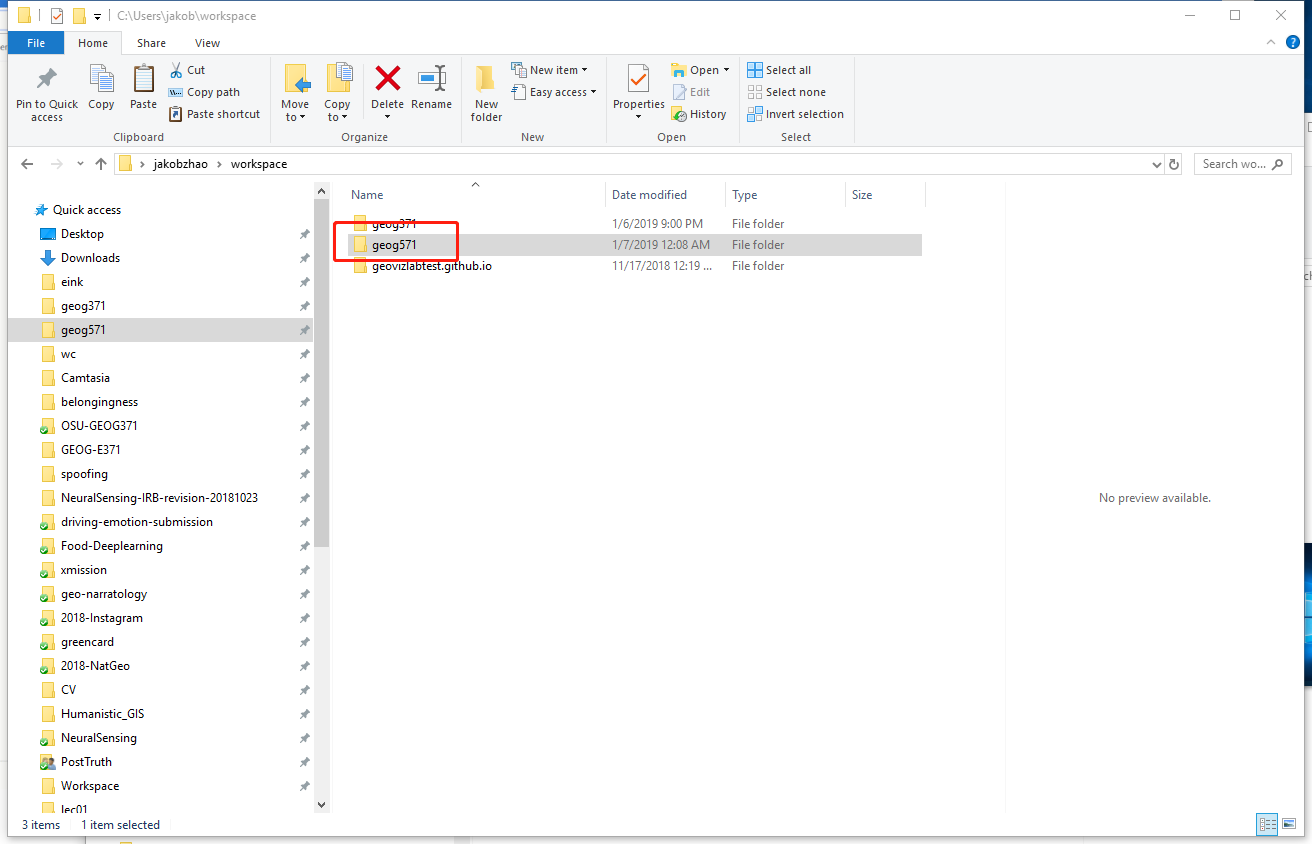 C:\Users\jakob\workspace
File Home Share View
Pin to Quick access
Copy
Paste
Cut
Copy path
Paste shortcut
Clipboard
Move to
Copy to
Delete
Rename
Organize
New folder
New item
Easy access
New
Properties
Open
Edit
History
Open
Select all
Select none
Invert selection
Select
jakobzhao workspace
Search wo...
Name Date modified Type Size
geog371 1/6/2019 9:00 PM File folder
geog571 1/7/2019 12:08 AM File folder
geovizlabtest.github.io 11/17/2018 12:19 ... File folder
Quick access
Desktop
Downloads
eink
geog371
geog571
wc
Camtasia
belongingness
OSU-GEOG371
GEOG-E371
spoofing
NeuralSensing-IRB-revision-20181023
driving-emotion-submission
Food-Deeplearning
xmission
geo-narratology
2018-Instagram
greencard
2018-NatGeo
CV
Humanistic_GIS
NeuralSensing
PostTruth
Workspace
lec01
No preview available.
3 items 1 item selected